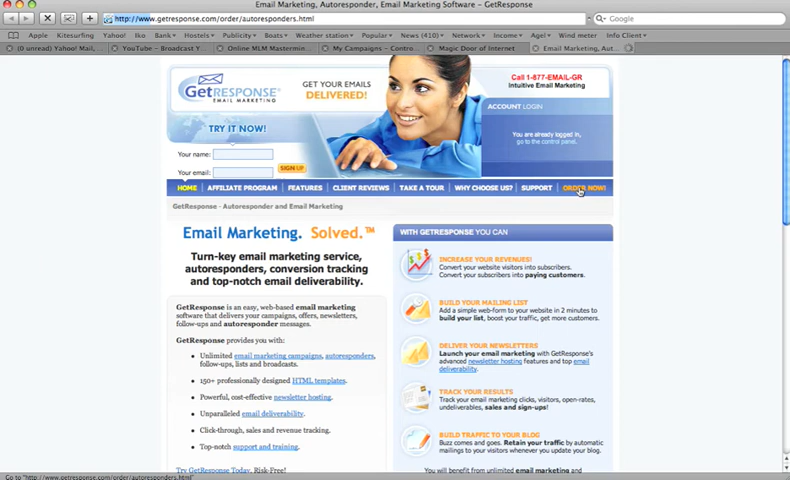 Email Marketing, Autoresponder, Email Marketing Software – GetResponse
http://www.getresponse.com/order/autoresponders.html
Google
Apple Kitesurfing Yahoo! Ink Bank Hostels Publicity Boats Weather station Popular News (410) Network Income Agel Wind meter Info Client
(0 unread) Yahoo! Mail, ... YouTube – Broadcast Y... Online MLM Mastermin... My Campaigns – Contro... Magic Door of Internet Email Marketing, Aut...
GETRESPONSE
EMAIL MARKETING
GET YOUR EMAILS
DELIVERED!
Call 1-877-EMAIL-GR
Intuitive Email Marketing
ACCOUNT LOGIN
You are already logged in,
go to the control panel.
TRY IT NOW!
Your name:
Your email:
SIGN UP
HOME | AFFILIATE PROGRAM | FEATURES | CLIENT REVIEWS | TAKE A TOUR | WHY CHOOSE US? | SUPPORT | ORDER NOW!
GetResponse - Autoresponder and Email Marketing
Email Marketing. Solved.™
Turn-key email marketing service,
autoresponders, conversion tracking
and top-notch email deliverability.
GetResponse is an easy, web-based email marketing
software that delivers your campaigns, offers, newsletters,
follow-ups and autoresponder messages.
GetResponse provides you with:
Unlimited email marketing campaigns, autoresponders,
follow-ups, lists and broadcasts.
150+ professionally designed HTML templates.
Powerful, cost-effective newsletter hosting.
Unparalleled email deliverability.
Click-through, sales and revenue tracking.
Top-notch support and training.
Try GetResponse Today, Risk-Free!
WITH GETRESPONSE YOU CAN
INCREASE YOUR REVENUES!
Convert your website visitors into subscribers.
Convert your subscribers into paying customers.
BUILD YOUR MAILING LIST
Add a simple web-form to your website in 2 minutes to
build your list, boost your traffic, get more customers.
DELIVER YOUR NEWSLETTERS
Launch your email marketing with GetResponse's
advanced newsletter hosting features and top email
deliverability.
TRACK YOUR RESULTS
Track your email marketing clicks, visitors, open-rates,
undeliverables, sales and sign-ups!
BUILD TRAFFIC TO YOUR BLOG
Buzz comes and goes. Retain your traffic by automatic
mailings to your visitors whenever you update your blog.
You will benefit from unlimited email marketing and
Go to "http://www.getresponse.com/order/autoresponders.html"